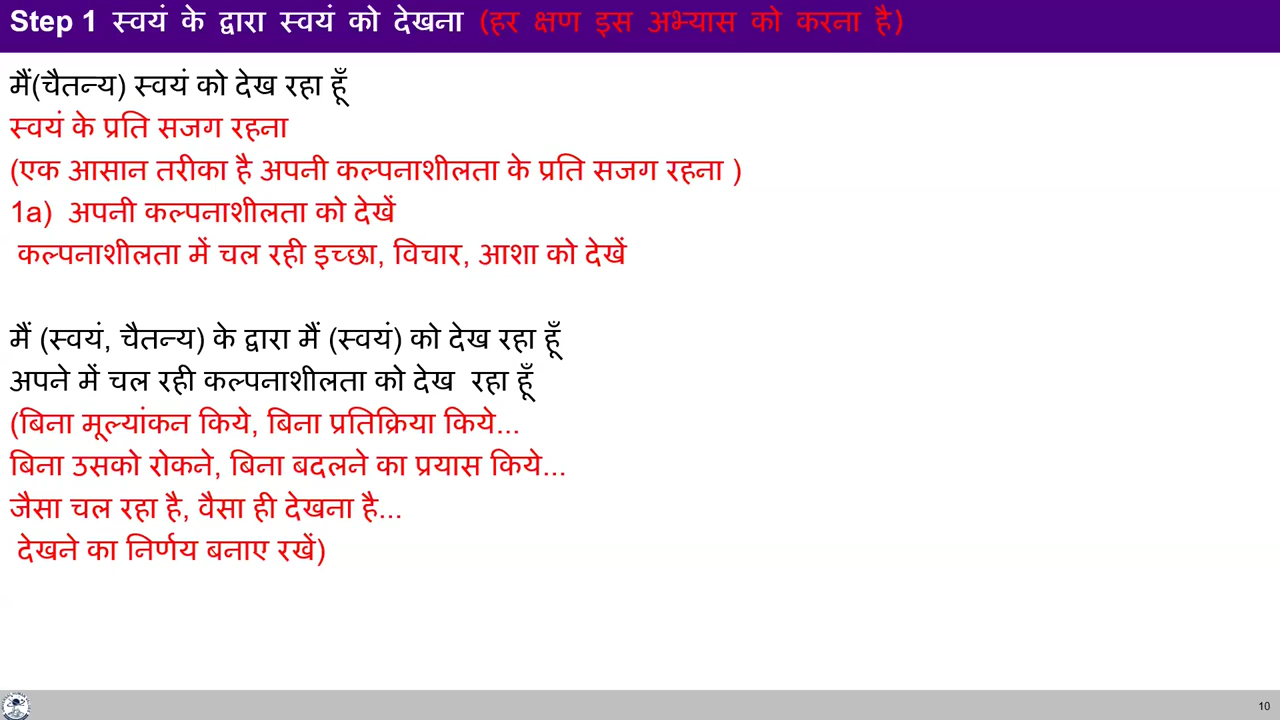 Step 1 स्वयं के द्वारा स्वयं को देखना (हर क्षण इस अभ्यास को करना है)
मैं(चैतन्य) स्वयं को देख रहा हूँ
स्वयं के प्रति सजग रहना
(एक आसान तरीका है अपनी कल्पनाशीलता के प्रति सजग रहना )
1a) अपनी कल्पनाशीलता को देखें
कल्पनाशीलता में चल रही इच्छा, विचार, आशा को देखें
मैं (स्वयं, चैतन्य) के द्वारा मैं (स्वयं) को देख रहा हूँ
अपने में चल रही कल्पनाशीलता को देख रहा हूँ
(बिना मूल्यांकन किये, बिना प्रतिक्रिया किये...
बिना उसको रोकने, बिना बदलने का प्रयास किये...
जैसा चल रहा है, वैसा ही देखना है...
देखने का निर्णय बनाए रखें)
10